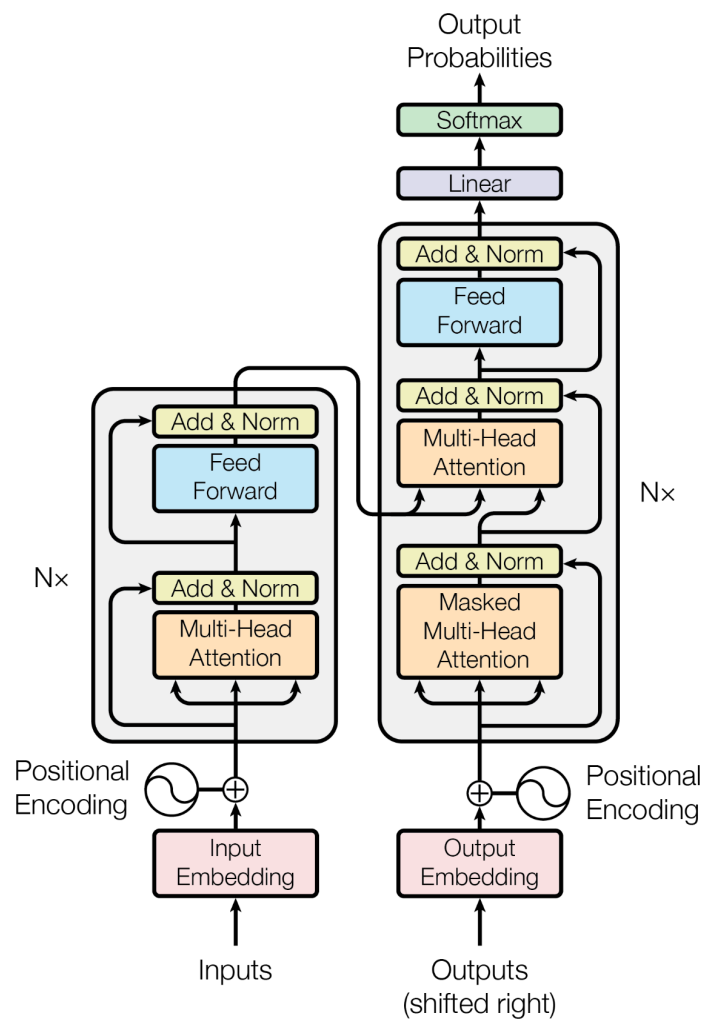 Output
Probabilities
Softmax
Linear
Add & Norm
Feed
Forward
Add & Norm
Multi-Head
Attention
Add & Norm
Masked
Multi-Head
Attention
Nx
Add & Norm
Feed
Forward
Add & Norm
Multi-Head
Attention
N×
Positional
Encoding
Positional
Encoding
Input
Embedding
Output
Embedding
Inputs
Outputs
(shifted right)